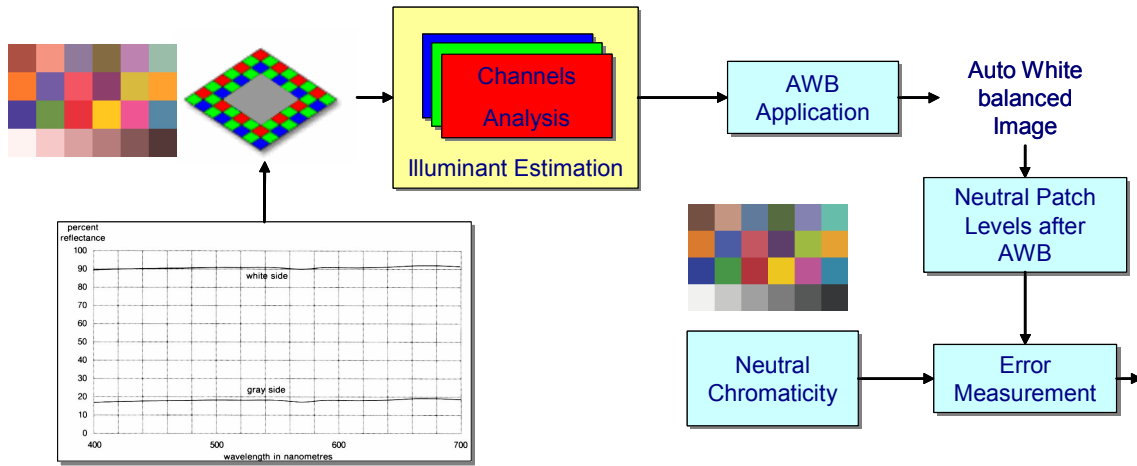 Channels
Analysis
Illuminant Estimation
AWB
Application
Auto White
balanced
Image
percent
reflectance
100
90
80
70
60
50
40
30
20
10
0
white side
gray side
400
500
600
700
wavelength in nanometres
Neutral Patch
Levels after
AWB
Neutral
Chromaticity
Error
Measurement